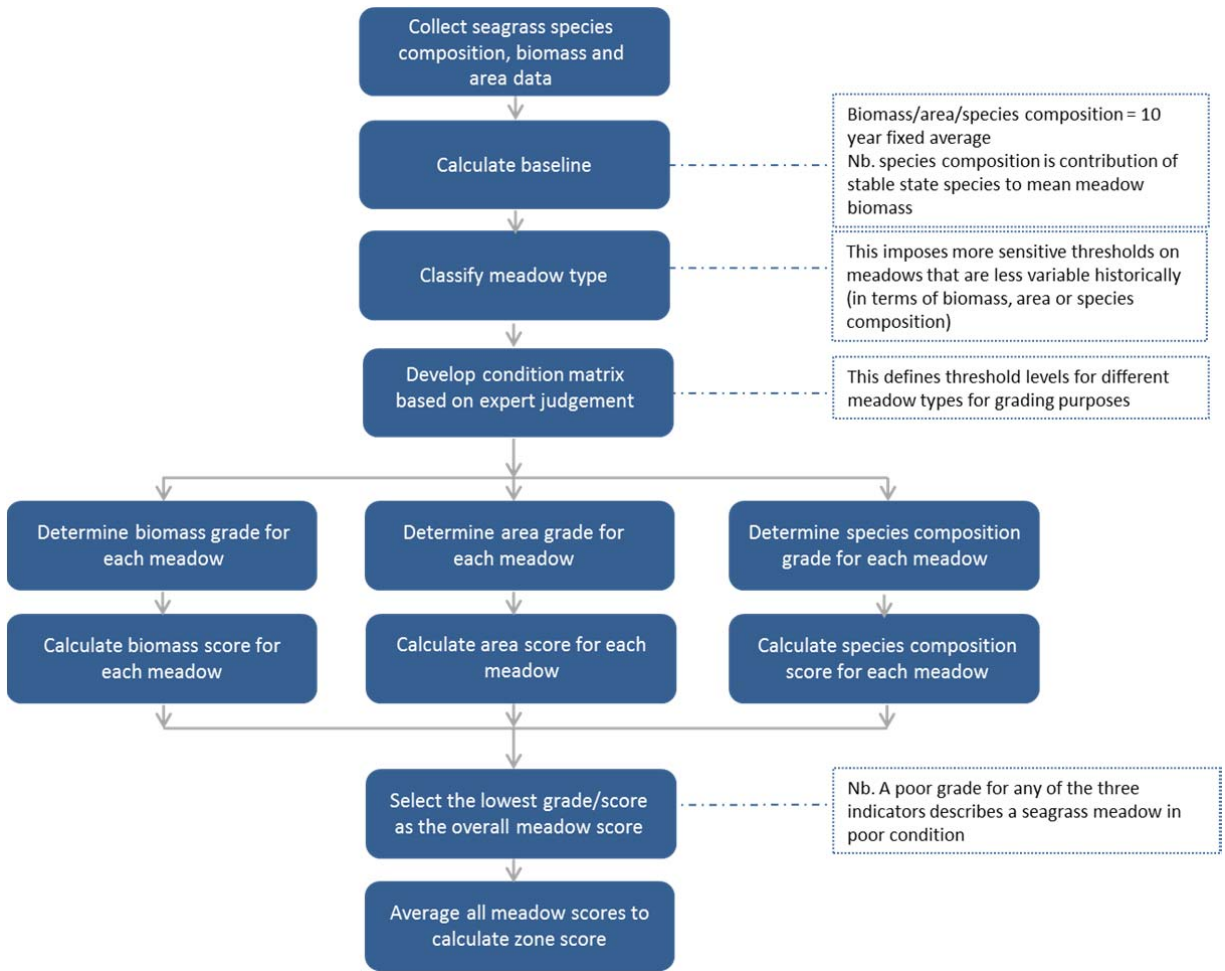 Collect seagrass species
composition, biomass and
area data
Calculate baseline
Biomass/area/species composition = 10
year fixed average
Nb. species composition is contribution of
stable state species to mean meadow
biomass
Classify meadow type
This imposes more sensitive thresholds on
meadows that are less variable historically
(in terms of biomass, area or species
composition)
Develop condition matrix
based on expert judgement
This defines threshold levels for different
meadow types for grading purposes
Determine biomass grade for
each meadow
Determine area grade for
each meadow
Determine species composition
grade for each meadow
Calculate biomass score for
each meadow
Calculate area score for each
meadow
Calculate species composition
score for each meadow
Select the lowest grade/score
as the overall meadow score
Nb. A poor grade for any of the three
indicators describes a seagrass meadow in
poor condition
Average all meadow scores to
calculate zone score